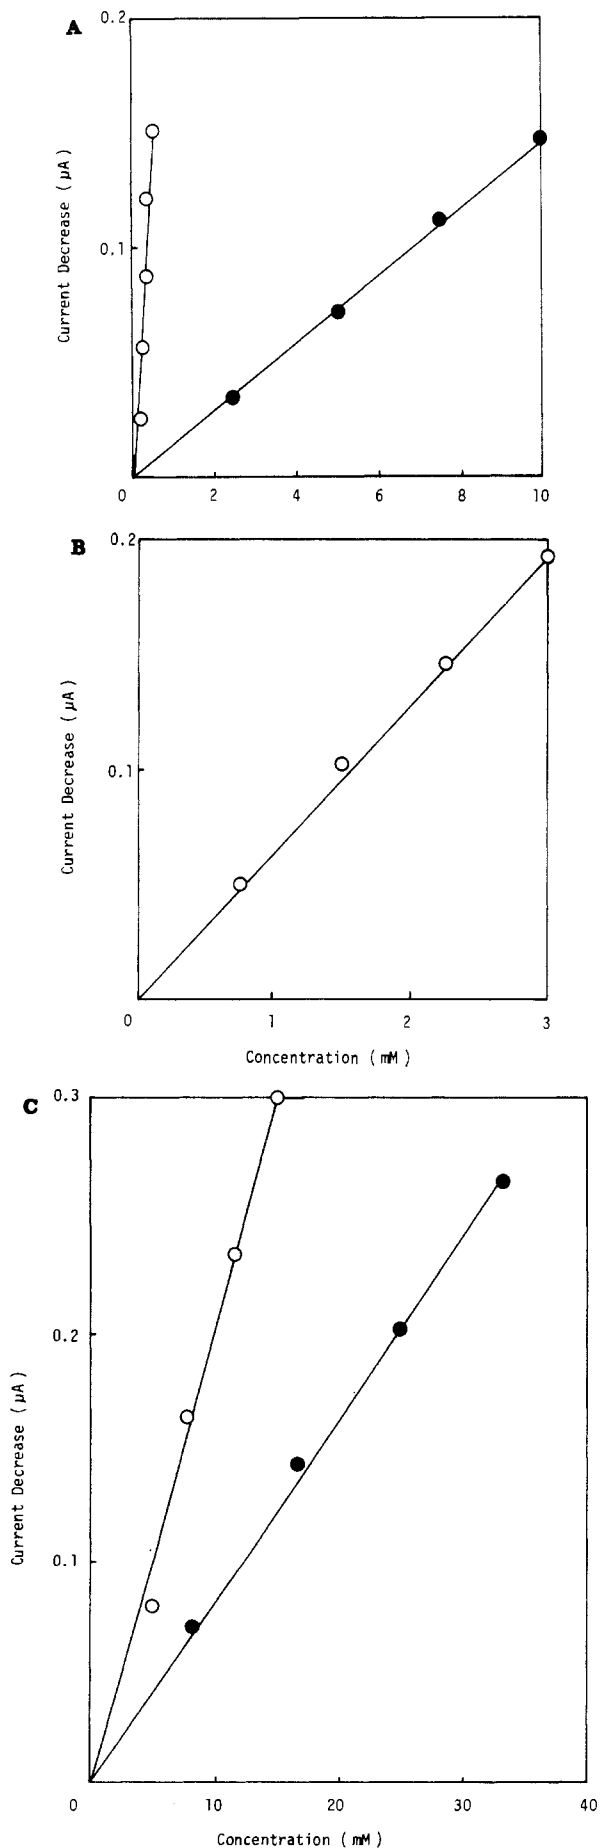 A
0.2
0.1
Current Decrease ( µA )
0 2 4 6 8 10
B
0.2
0.1
Current Decrease ( µA )
0 1 2 3
Concentration ( mM )
C
0.3
0.2
0.1
Current Decrease ( µA )
0 10 20 30 40
Concentration ( mM )